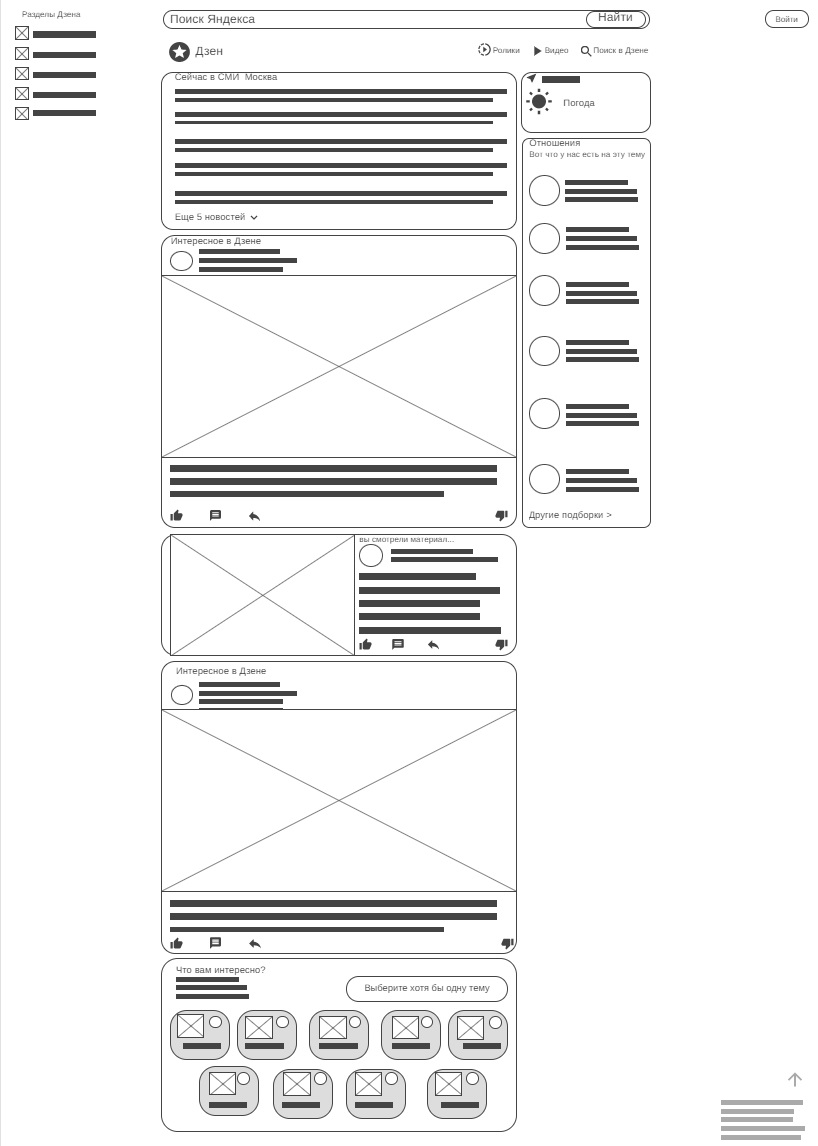 Разделы Дзена
Поиск Яндекса
Найти
Войти
Дзен
Ролики
Видео
Поиск в Дзене
Сейчас в СМИ Москва
Еще 5 новостей
Погода
Отношения
Вот что у нас есть на эту тему
Другие подборки >
Интересное в Дзене
вы смотрели материал...
Интересное в Дзене
Что вам интересно?
Выберите хотя бы одну тему